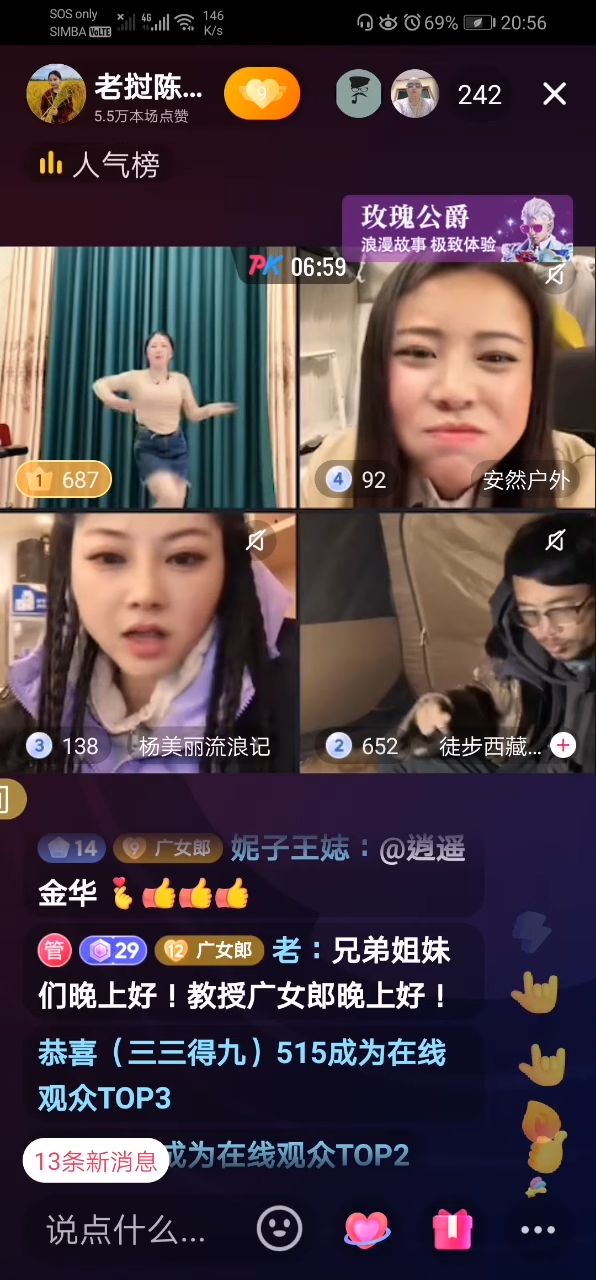 SOS only
SIMBA VoLTE
4G
146
K/s
69%
20:56
老挝陈...
5.5万本场点赞
9
242
人气榜
玫瑰公爵
浪漫故事 极致体验
PK 06:59
1 687
4 92
安然户外
3 138
杨美丽流浪记
2 652
徒步西藏...
14 9 广女郎 妮子王婊：@逍遥
金华
管 29 12 广女郎 老：兄弟姐妹
们晚上好！教授广女郎晚上好！
恭喜（三三得九）515成为在线
观众TOP3
13条新消息
成为在线观众TOP2
说点什么...